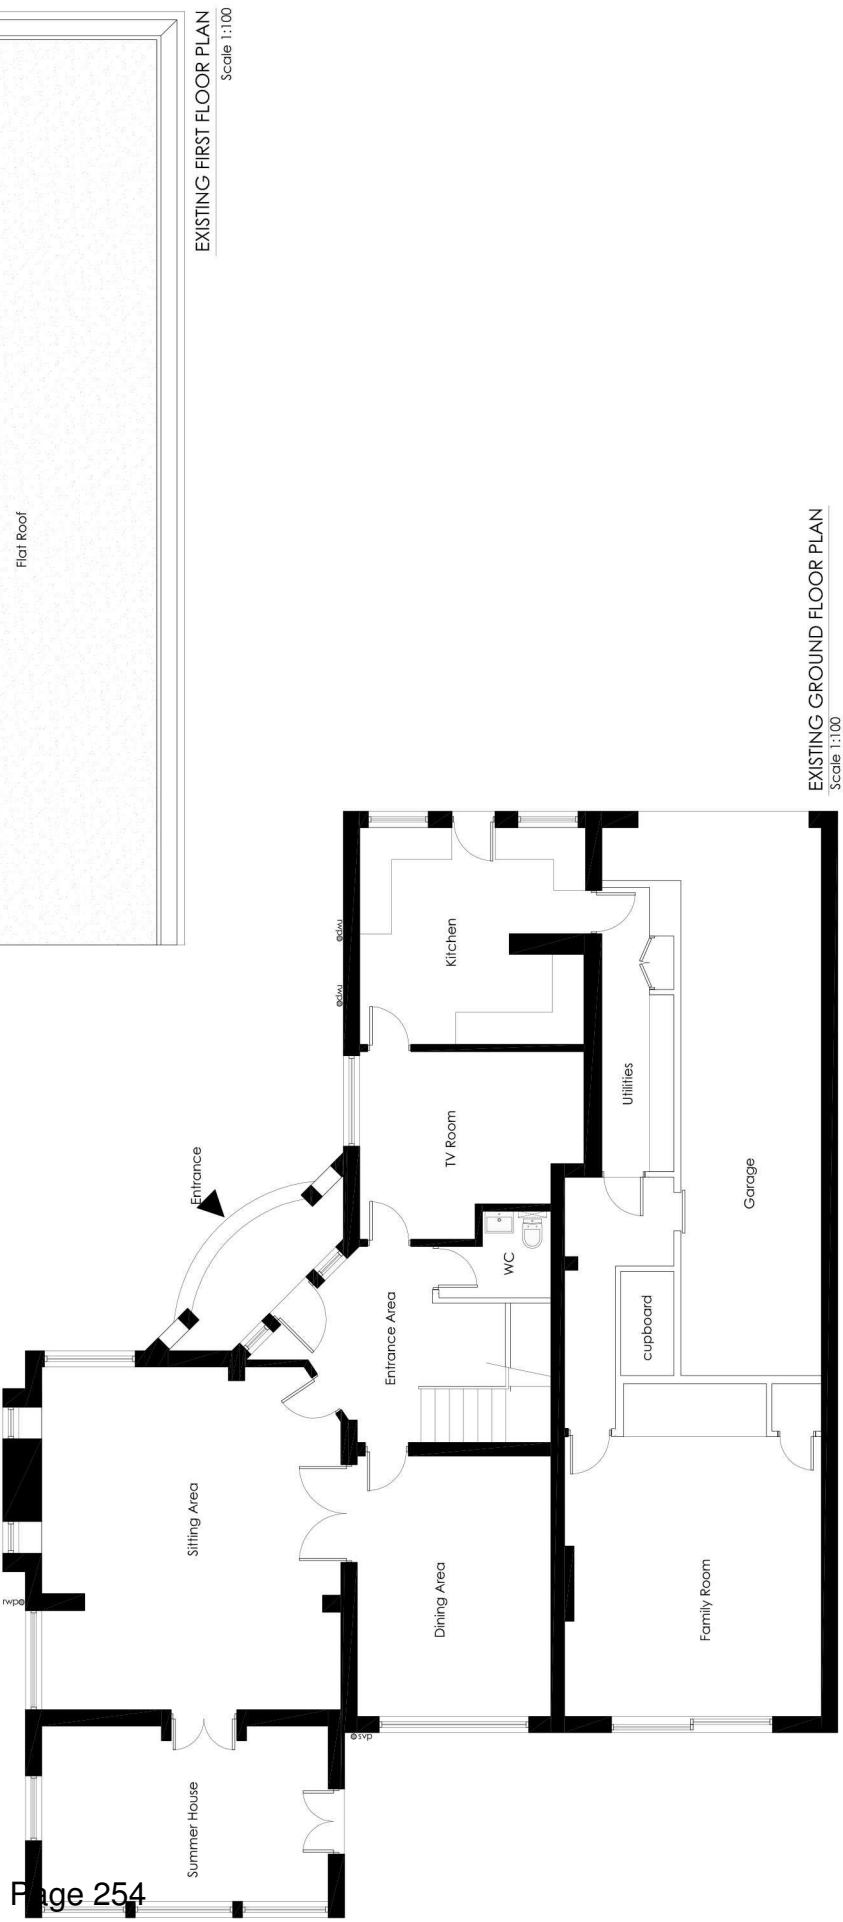 EXISTING FIRST FLOOR PLAN
Scale 1:100
Flat Roof
EXISTING GROUND FLOOR PLAN
Scale 1:100
Kitchen
rwp
rwp
Utilities
TV Room
Entrance
Garage
WC
Entrance Area
cupboard
Sitting Area
Dining Area
Family Room
rwp
svp
Summer House
Page 254